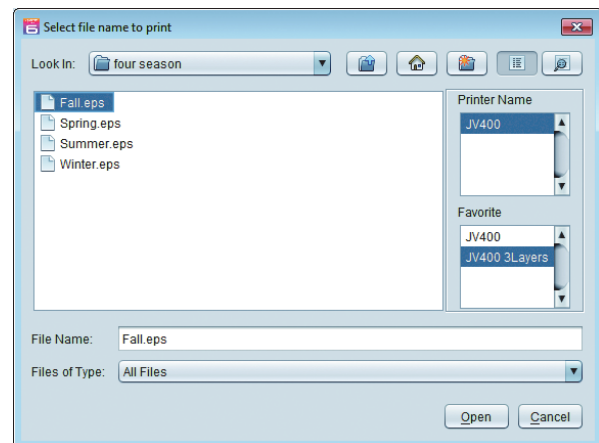 Select file name to print
Look In: four season
Fall.eps
Spring.eps
Summer.eps
Winter.eps
Printer Name
JV400
Favorite
JV400
JV400 3Layers
File Name: Fall.eps
Files of Type: All Files
Open Cancel